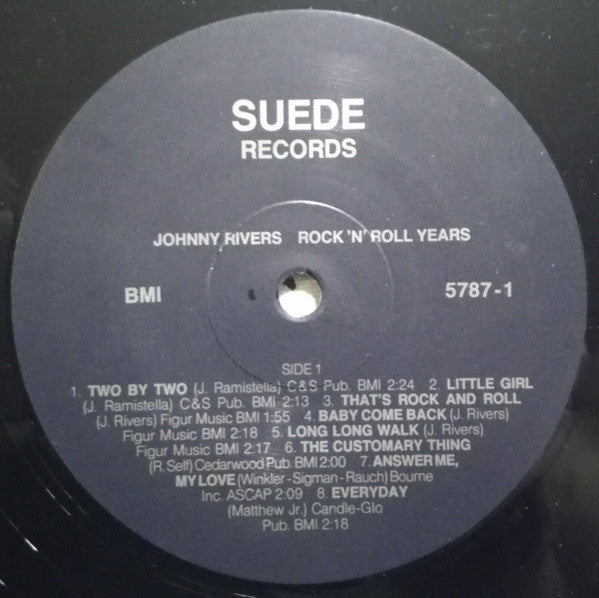 SUEDE
RECORDS
JOHNNY RIVERS ROCK 'N' ROLL YEARS
BMI 5787-1
SIDE 1
1. TWO BY TWO (J. Ramistella) C&S Pub. BMI 2:24 2. LITTLE GIRL
(J. Ramistella) C&S Pub. BMI 2:13 3. THAT'S ROCK AND ROLL
(J. Rivers) Figur Music BMI 1:55 4. BABY COME BACK (J. Rivers)
Figur Music BMI 2:18 5. LONG LONG WALK (J. Rivers)
Figur Music BMI 2:17 6. THE CUSTOMARY THING
(R. Self) Cedarwood Pub. BMI 2:00 7. ANSWER ME,
MY LOVE (Winkler-Sigman-Rauch) Bourne
Inc. ASCAP 2:09 8. EVERYDAY
(Matthew Jr.) Candle-Glo
Pub. BMI 2:18